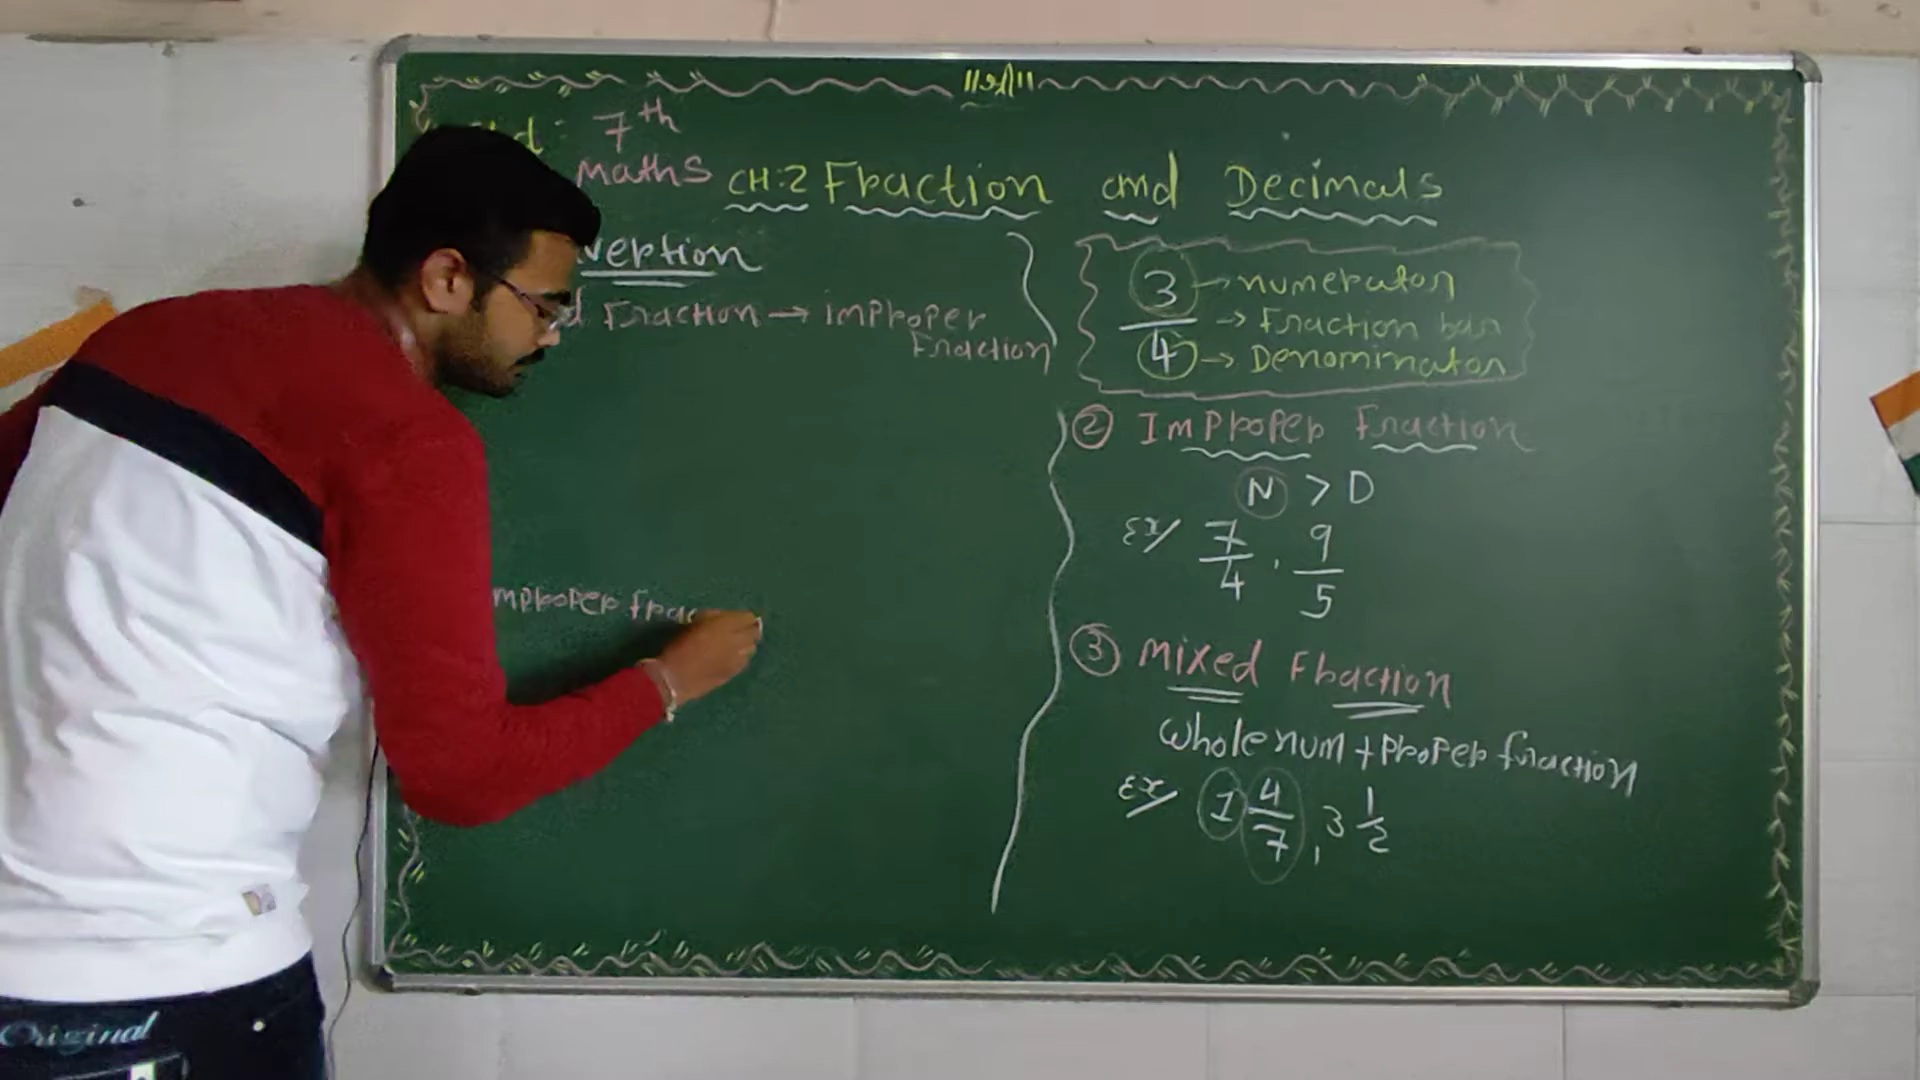 7th
Maths CH:2 Fraction and Decimals
vertion
d Fraction → improper
Fraction
improper frac
3 → numerator
→ Fraction bar
4 → Denominator
② Improper Fraction
N > D
Ex/ 7/4 , 9/5
③ Mixed Fraction
Whole num + proper fraction
Ex/ 1 4/7 , 3 1/2
Original